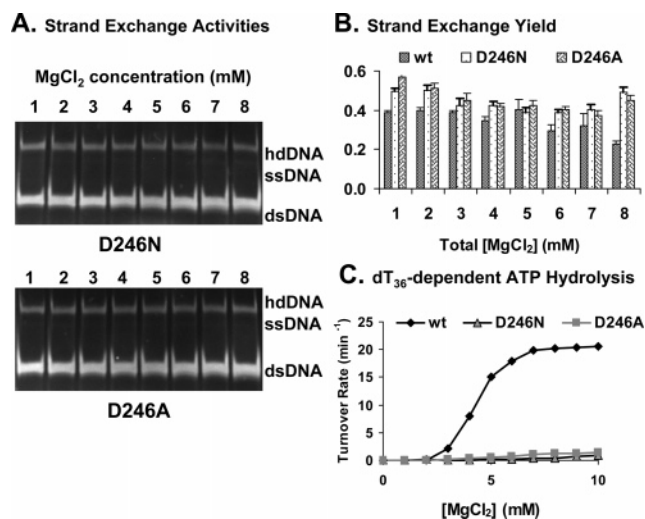 A. Strand Exchange Activities
MgCl2 concentration (mM)
1 2 3 4 5 6 7 8
hdDNA
ssDNA
dsDNA
D246N
1 2 3 4 5 6 7 8
hdDNA
ssDNA
dsDNA
D246A
B. Strand Exchange Yield
wt D246N D246A
0.6
0.4
0.2
0.0
1 2 3 4 5 6 7 8
Total [MgCl2] (mM)
C. dT36-dependent ATP Hydrolysis
wt D246N D246A
Turnover Rate (min-1)
25
20
15
10
5
0
0 5 10
[MgCl2] (mM)